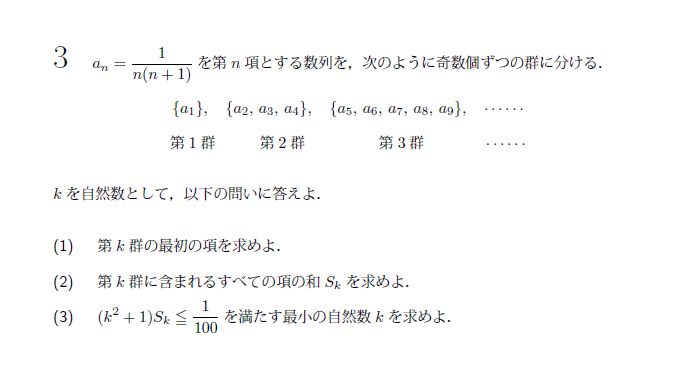 3 a_n = 1/(n(n+1)) を第 n 項とする数列を，次のように奇数個ずつの群に分ける．
{a_1}, {a_2, a_3, a_4}, {a_5, a_6, a_7, a_8, a_9}, ······
第 1 群 第 2 群 第 3 群 ······
k を自然数として，以下の問いに答えよ．
(1) 第 k 群の最初の項を求めよ．
(2) 第 k 群に含まれるすべての項の和 S_k を求めよ．
(3) (k^2 + 1)S_k ≦ 1/100 を満たす最小の自然数 k を求めよ．